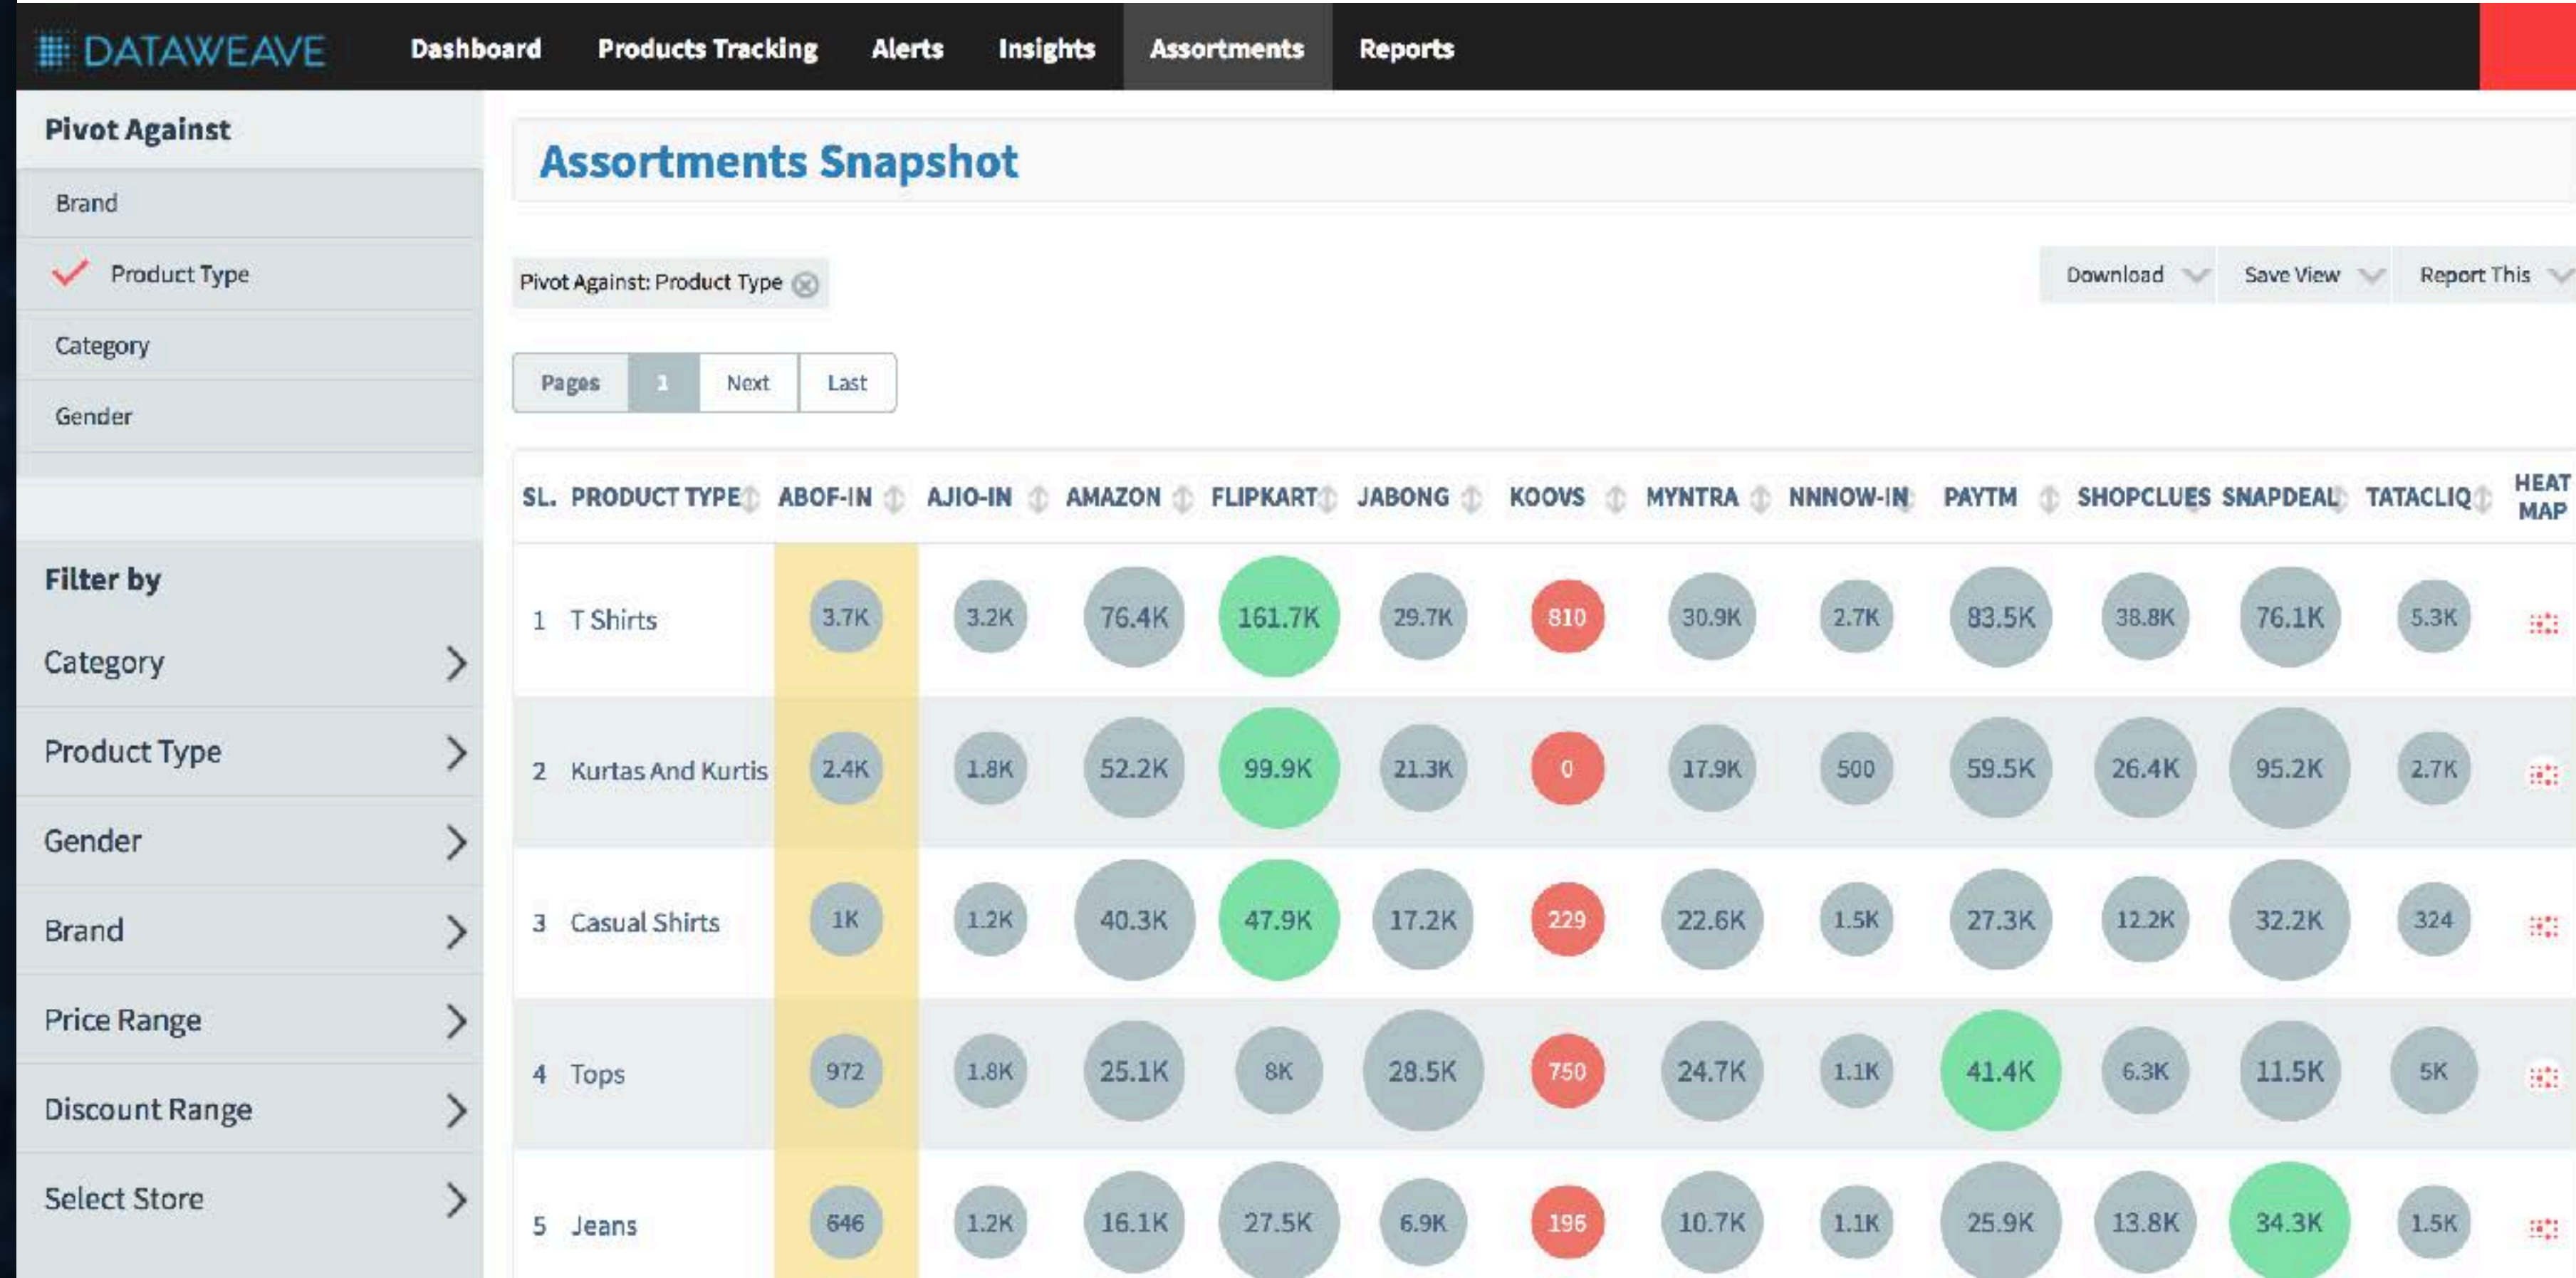 DATAWEAVE Dashboard Products Tracking Alerts Insights Assortments Reports
Pivot Against
Brand
Product Type
Category
Gender
Filter by
Category
Product Type
Gender
Brand
Price Range
Discount Range
Select Store
Assortments Snapshot
Pivot Against: Product Type
Download Save View Report This
Pages 1 Next Last
SL. PRODUCT TYPE ABOF-IN AJIO-IN AMAZON FLIPKART JABONG KOOVS MYNTRA NNNOW-IN PAYTM SHOPCLUES SNAPDEAL TATACLIQ HEAT MAP
1 T Shirts 3.7K 3.2K 76.4K 161.7K 29.7K 810 30.9K 2.7K 83.5K 38.8K 76.1K 5.3K
2 Kurtas And Kurtis 2.4K 1.8K 52.2K 99.9K 21.3K 0 17.9K 500 59.5K 26.4K 95.2K 2.7K
3 Casual Shirts 1K 1.2K 40.3K 47.9K 17.2K 229 22.6K 1.5K 27.3K 12.2K 32.2K 324
4 Tops 972 1.8K 25.1K 8K 28.5K 750 24.7K 1.1K 41.4K 6.3K 11.5K 5K
5 Jeans 646 1.2K 16.1K 27.5K 6.9K 196 10.7K 1.1K 25.9K 13.8K 34.3K 1.5K